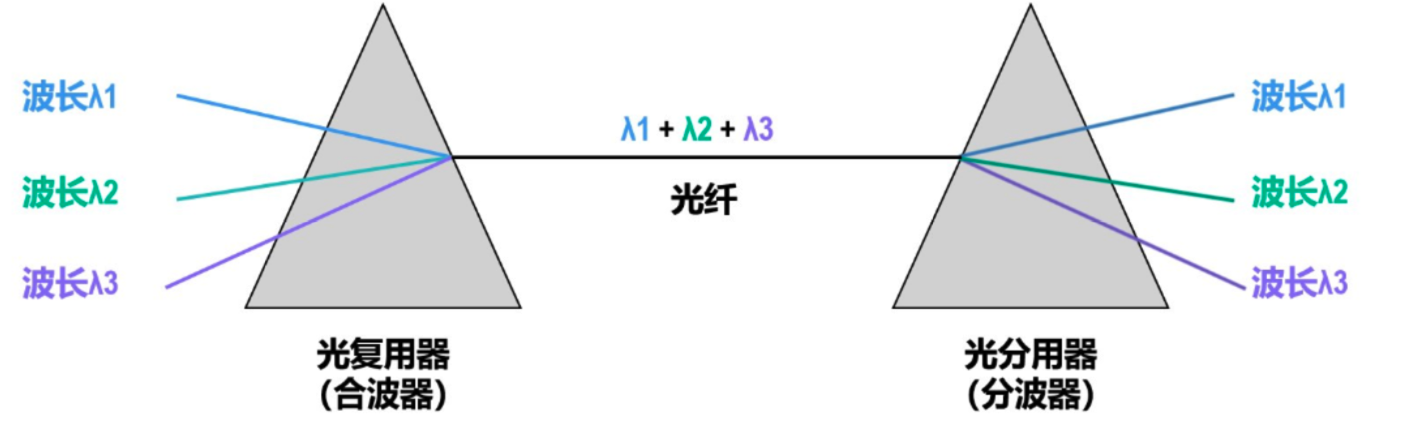 波长λ1
波长λ2
波长λ3
λ1 + λ2 + λ3
光纤
波长λ1
波长λ2
波长λ3
光复用器
(合波器)
光分用器
(分波器)